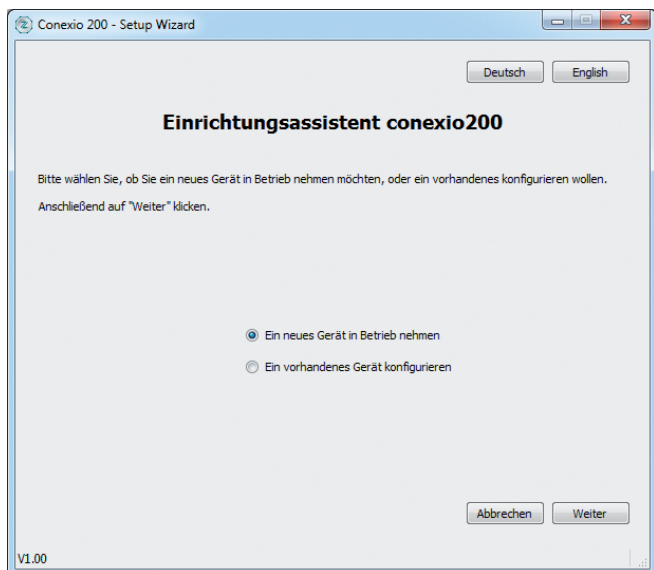 Conexio 200 - Setup Wizard
Deutsch English
Einrichtungsassistent conexio200
Bitte wählen Sie, ob Sie ein neues Gerät in Betrieb nehmen möchten, oder ein vorhandenes konfigurieren wollen.
Anschließend auf "Weiter" klicken.
Ein neues Gerät in Betrieb nehmen
Ein vorhandenes Gerät konfigurieren
Abbrechen Weiter
V1.00